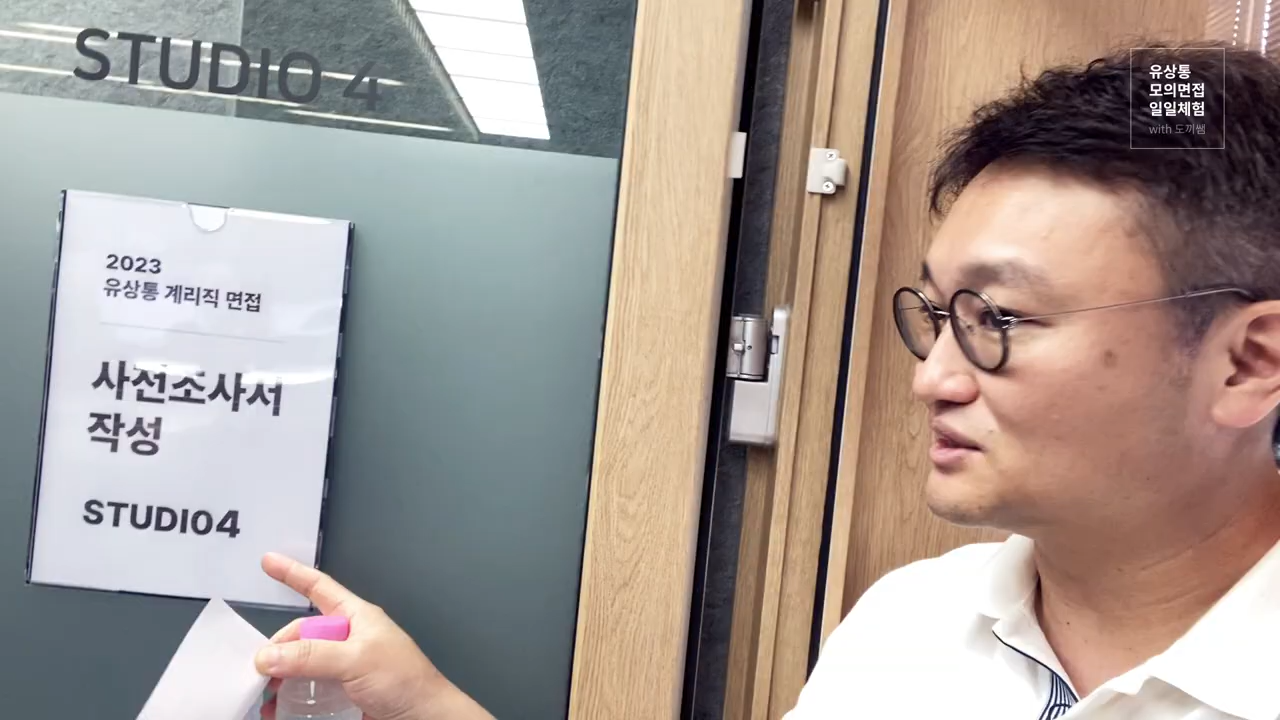 STUDIO 4
유상통
모의면접
일일체험
with 도끼쌤
2023
유상통 계리직 면접
사전조사서
작성
STUDIO4